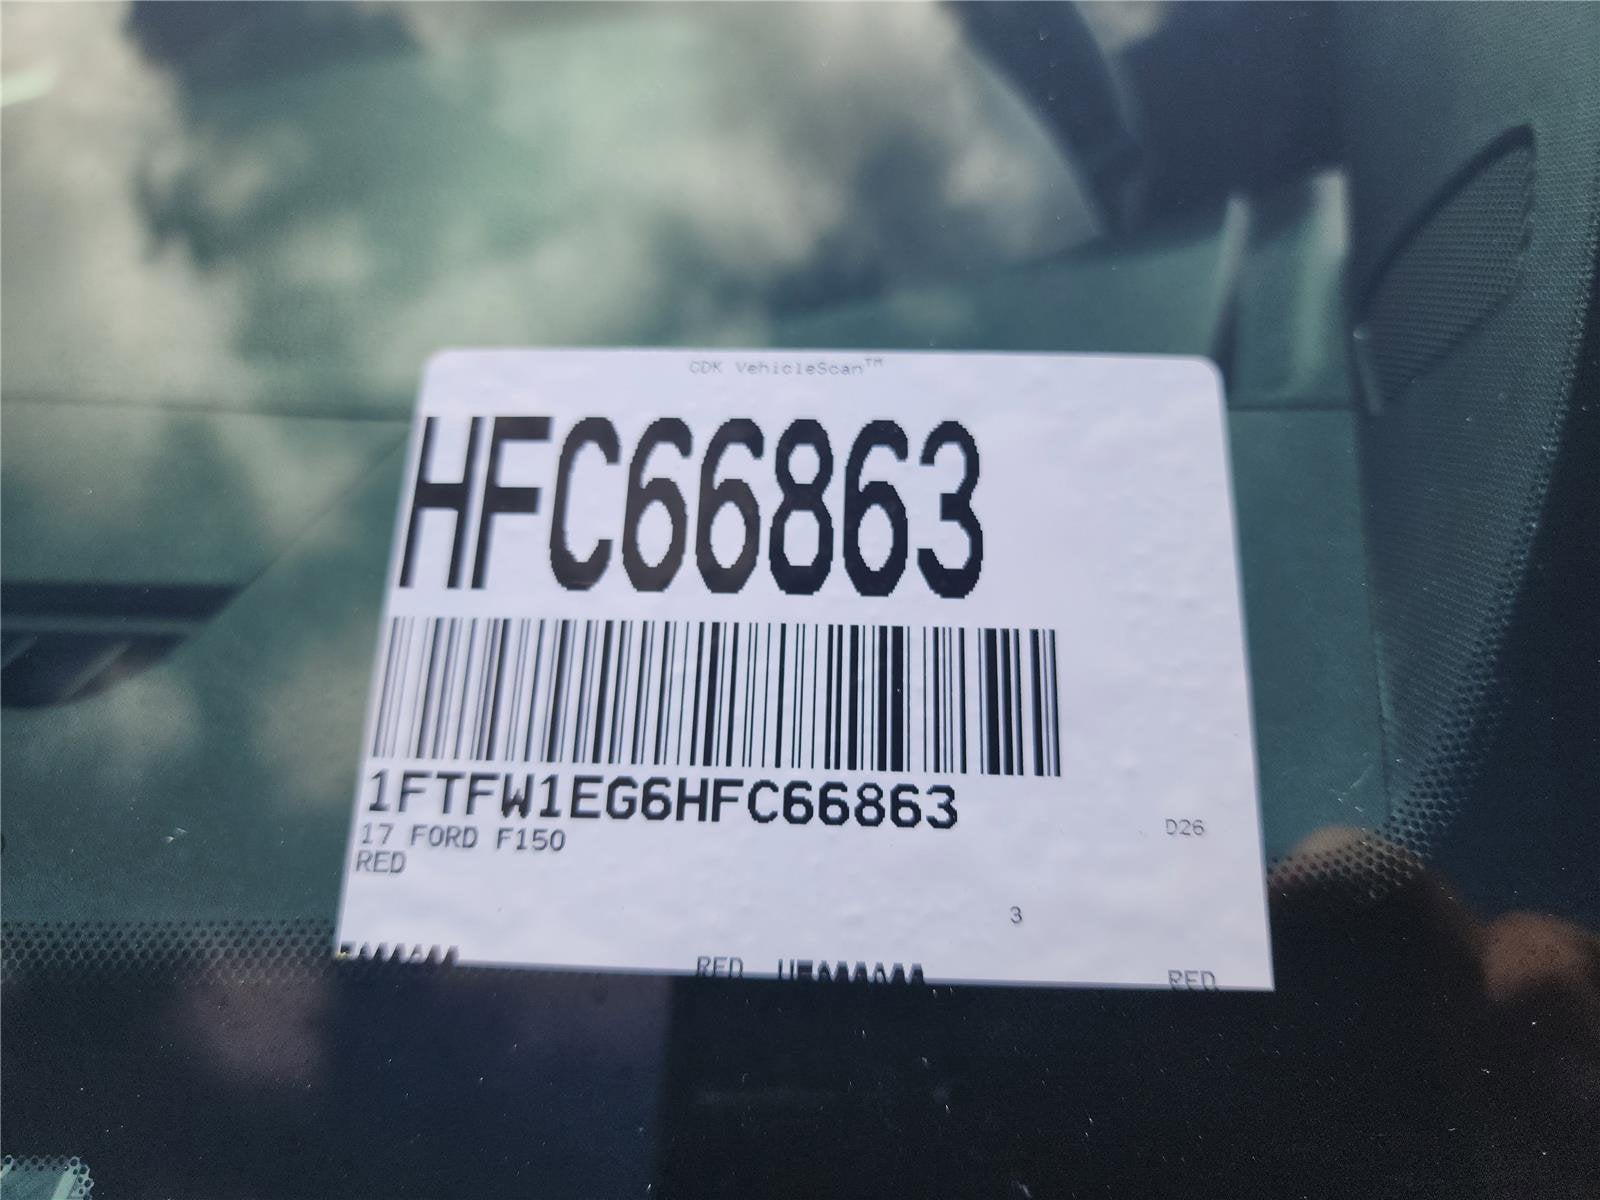 CDK VehicleScan™
HFC66863
1FTFW1EG6HFC66863
17 FORD F150
RED
D26
3
RED
RED